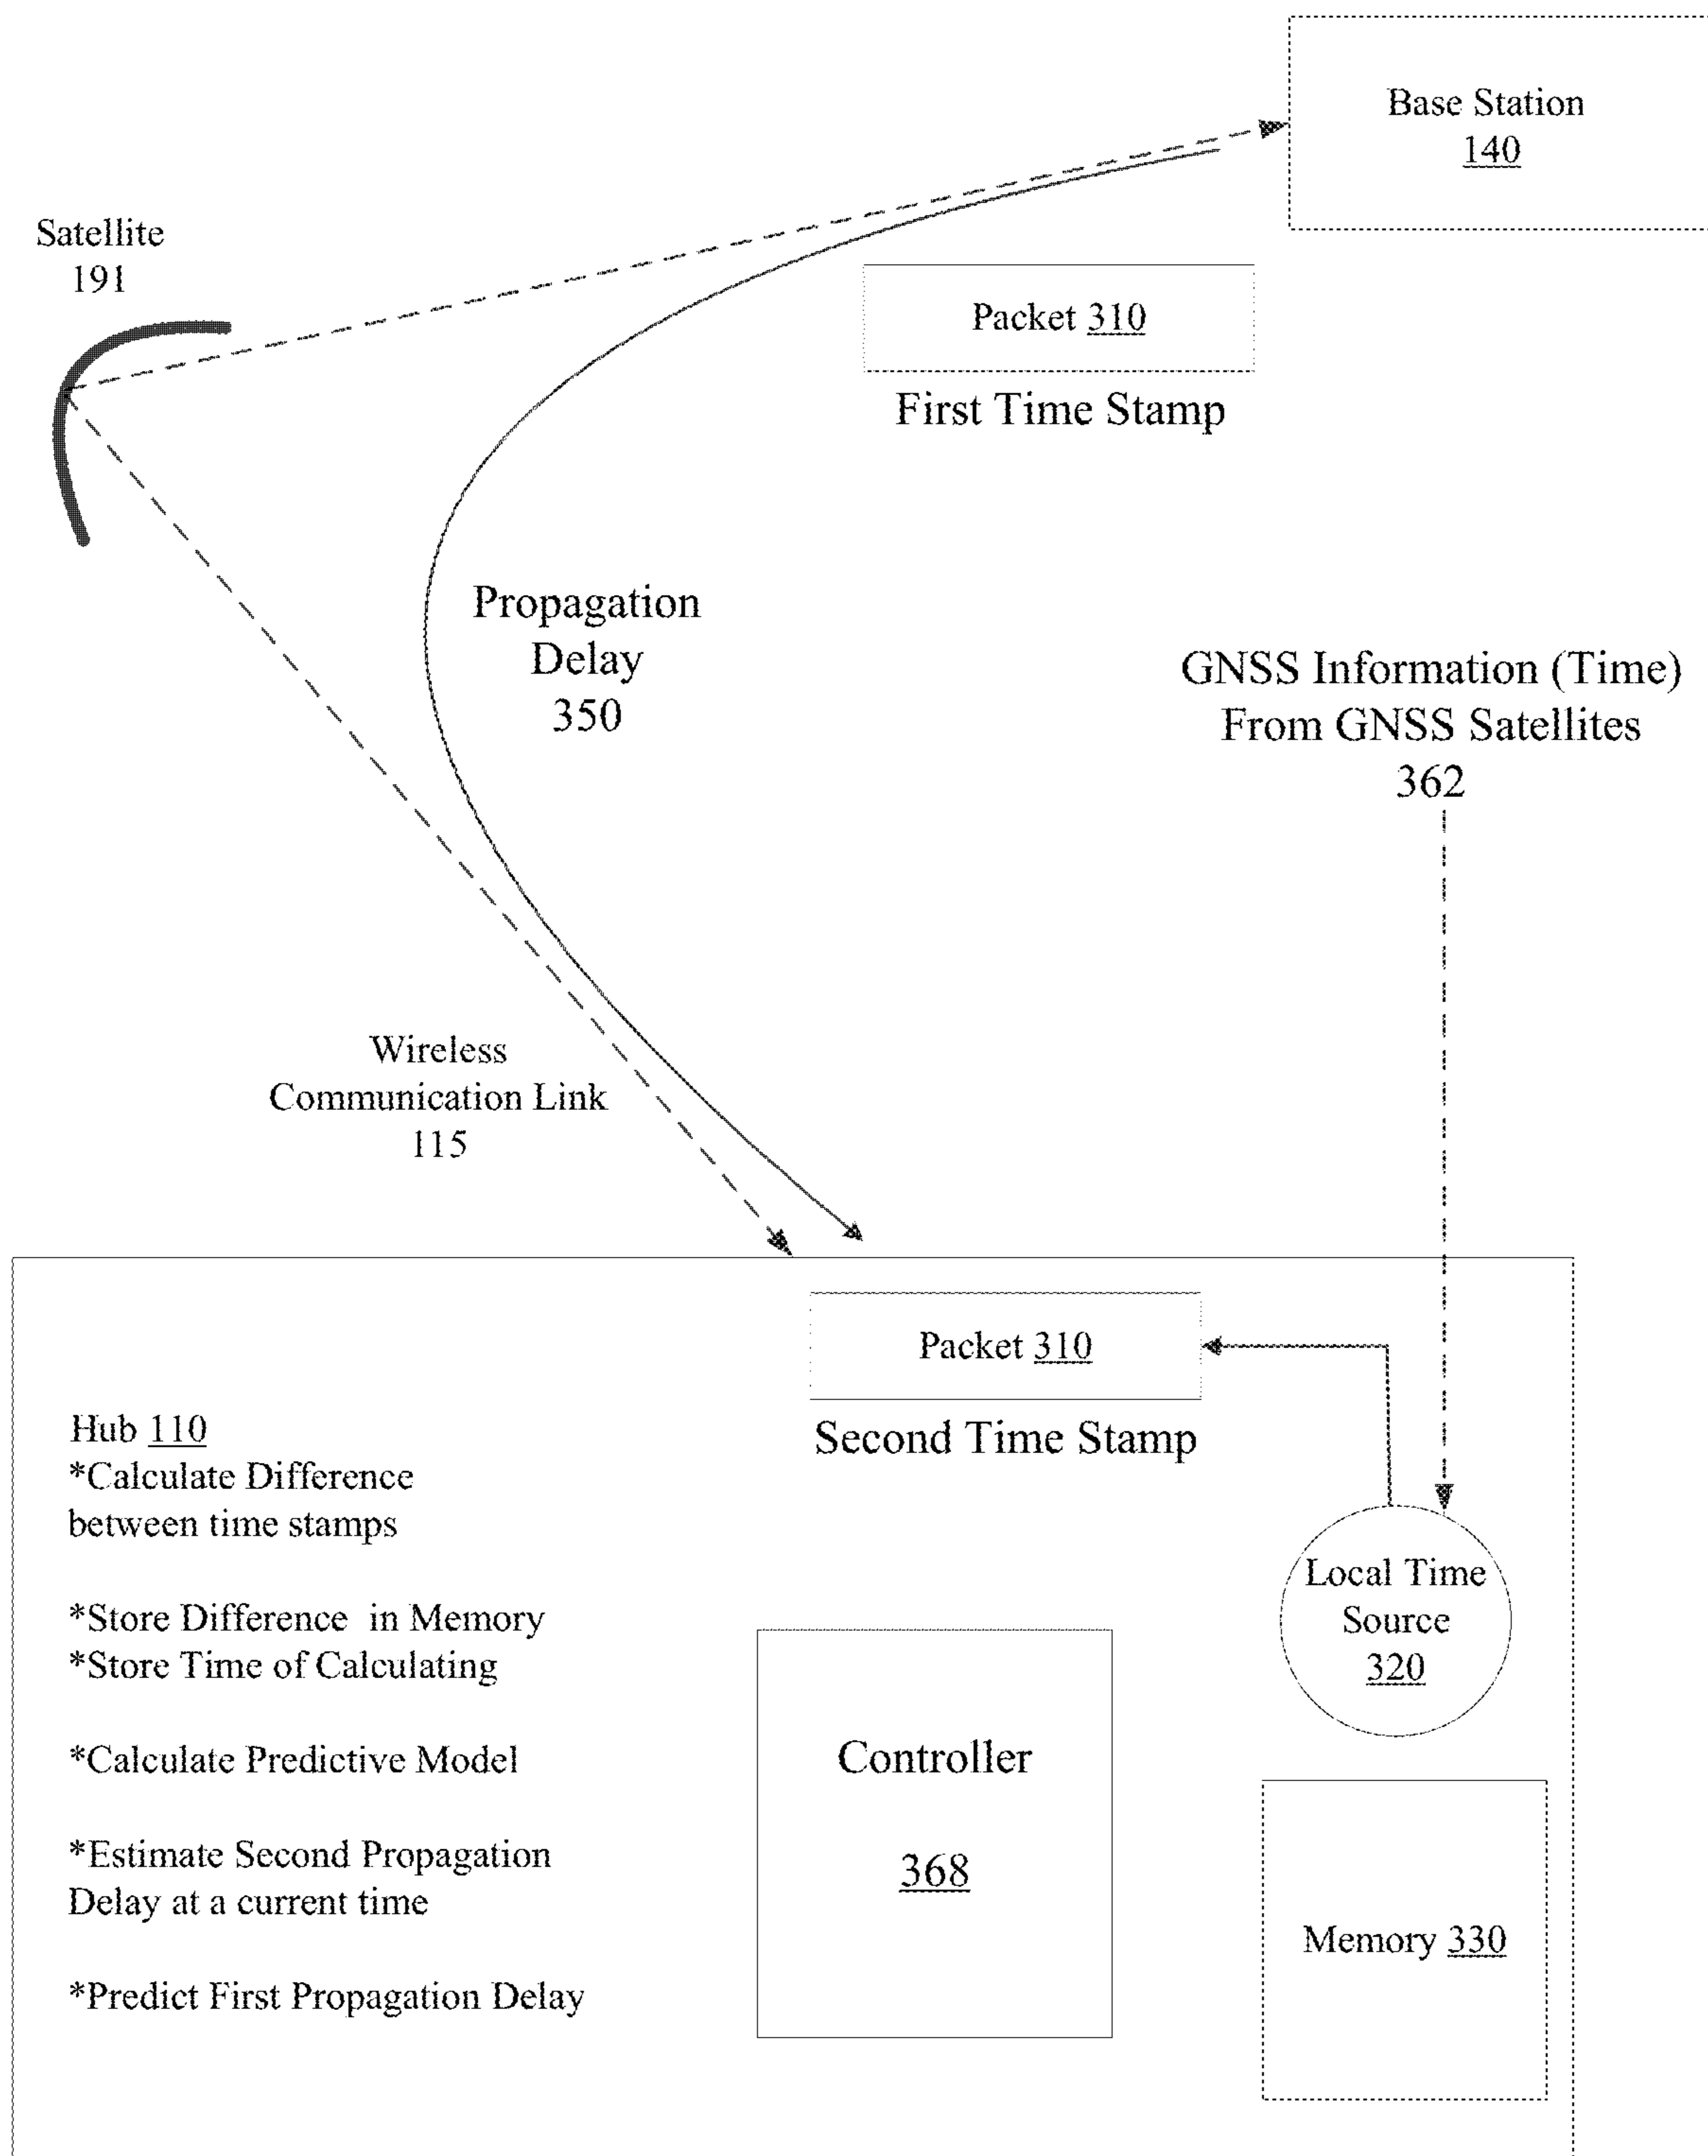 Base Station
140
Satellite
191
Packet 310
First Time Stamp
Propagation
Delay
350
GNSS Information (Time)
From GNSS Satellites
362
Wireless
Communication Link
115
Packet 310
Second Time Stamp
Hub 110
*Calculate Difference
between time stamps
*Store Difference in Memory
*Store Time of Calculating
*Calculate Predictive Model
*Estimate Second Propagation
Delay at a current time
*Predict First Propagation Delay
Controller
368
Local Time
Source
320
Memory 330